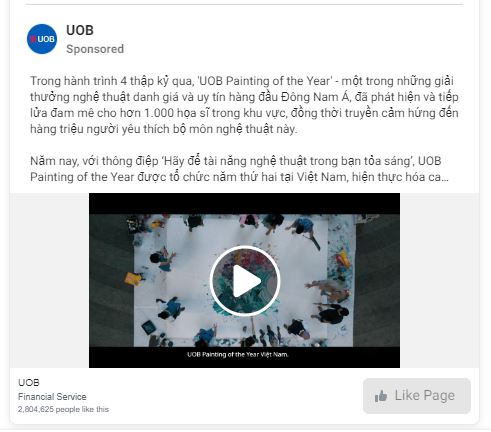 UOB
UOB
Sponsored
Trong hành trình 4 thập kỷ qua, 'UOB Painting of the Year' - một trong những giải
thưởng nghệ thuật danh giá và uy tín hàng đầu Đông Nam Á, đã phát hiện và tiếp
lửa đam mê cho hơn 1.000 họa sĩ trong khu vực, đồng thời truyền cảm hứng đến
hàng triệu người yêu thích bộ môn nghệ thuật này.
Năm nay, với thông điệp ‘Hãy để tài năng nghệ thuật trong bạn tỏa sáng’, UOB
Painting of the Year được tổ chức năm thứ hai tại Việt Nam, hiện thực hóa ca...
UOB Painting of the Year Việt Nam.
UOB
Financial Service
2,804,625 people like this
Like Page